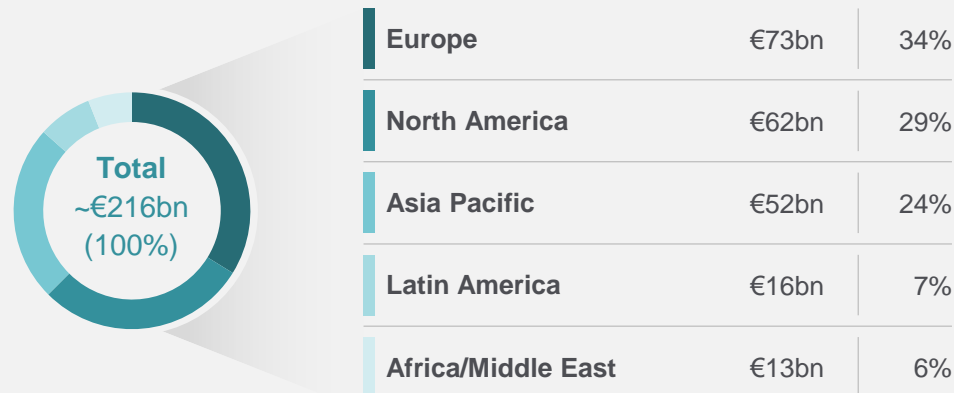 Total
~€216bn
(100%)
Europe €73bn 34%
North America €62bn 29%
Asia Pacific €52bn 24%
Latin America €16bn 7%
Africa/Middle East €13bn 6%